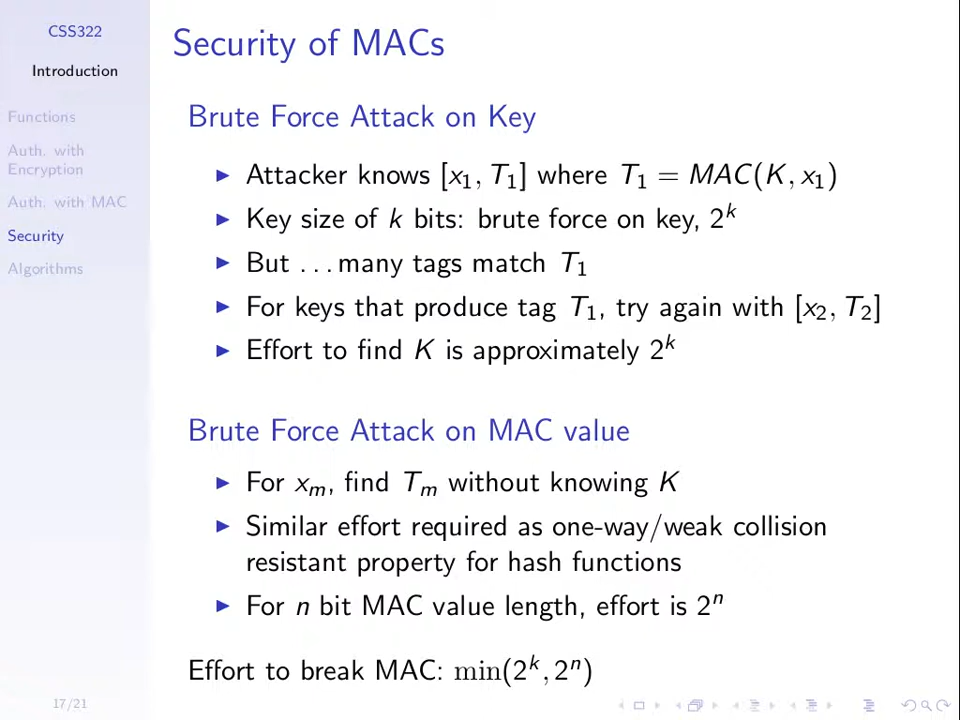 CSS322
Introduction
Functions
Auth. with
Encryption
Auth. with MAC
Security
Algorithms
Security of MACs
Brute Force Attack on Key
▶ Attacker knows [x₁, T₁] where T₁ = MAC(K, x₁)
▶ Key size of k bits: brute force on key, 2ᵏ
▶ But ... many tags match T₁
▶ For keys that produce tag T₁, try again with [x₂, T₂]
▶ Effort to find K is approximately 2ᵏ
Brute Force Attack on MAC value
▶ For xₘ, find Tₘ without knowing K
▶ Similar effort required as one-way/weak collision
resistant property for hash functions
▶ For n bit MAC value length, effort is 2ⁿ
Effort to break MAC: min(2ᵏ, 2ⁿ)
17/21